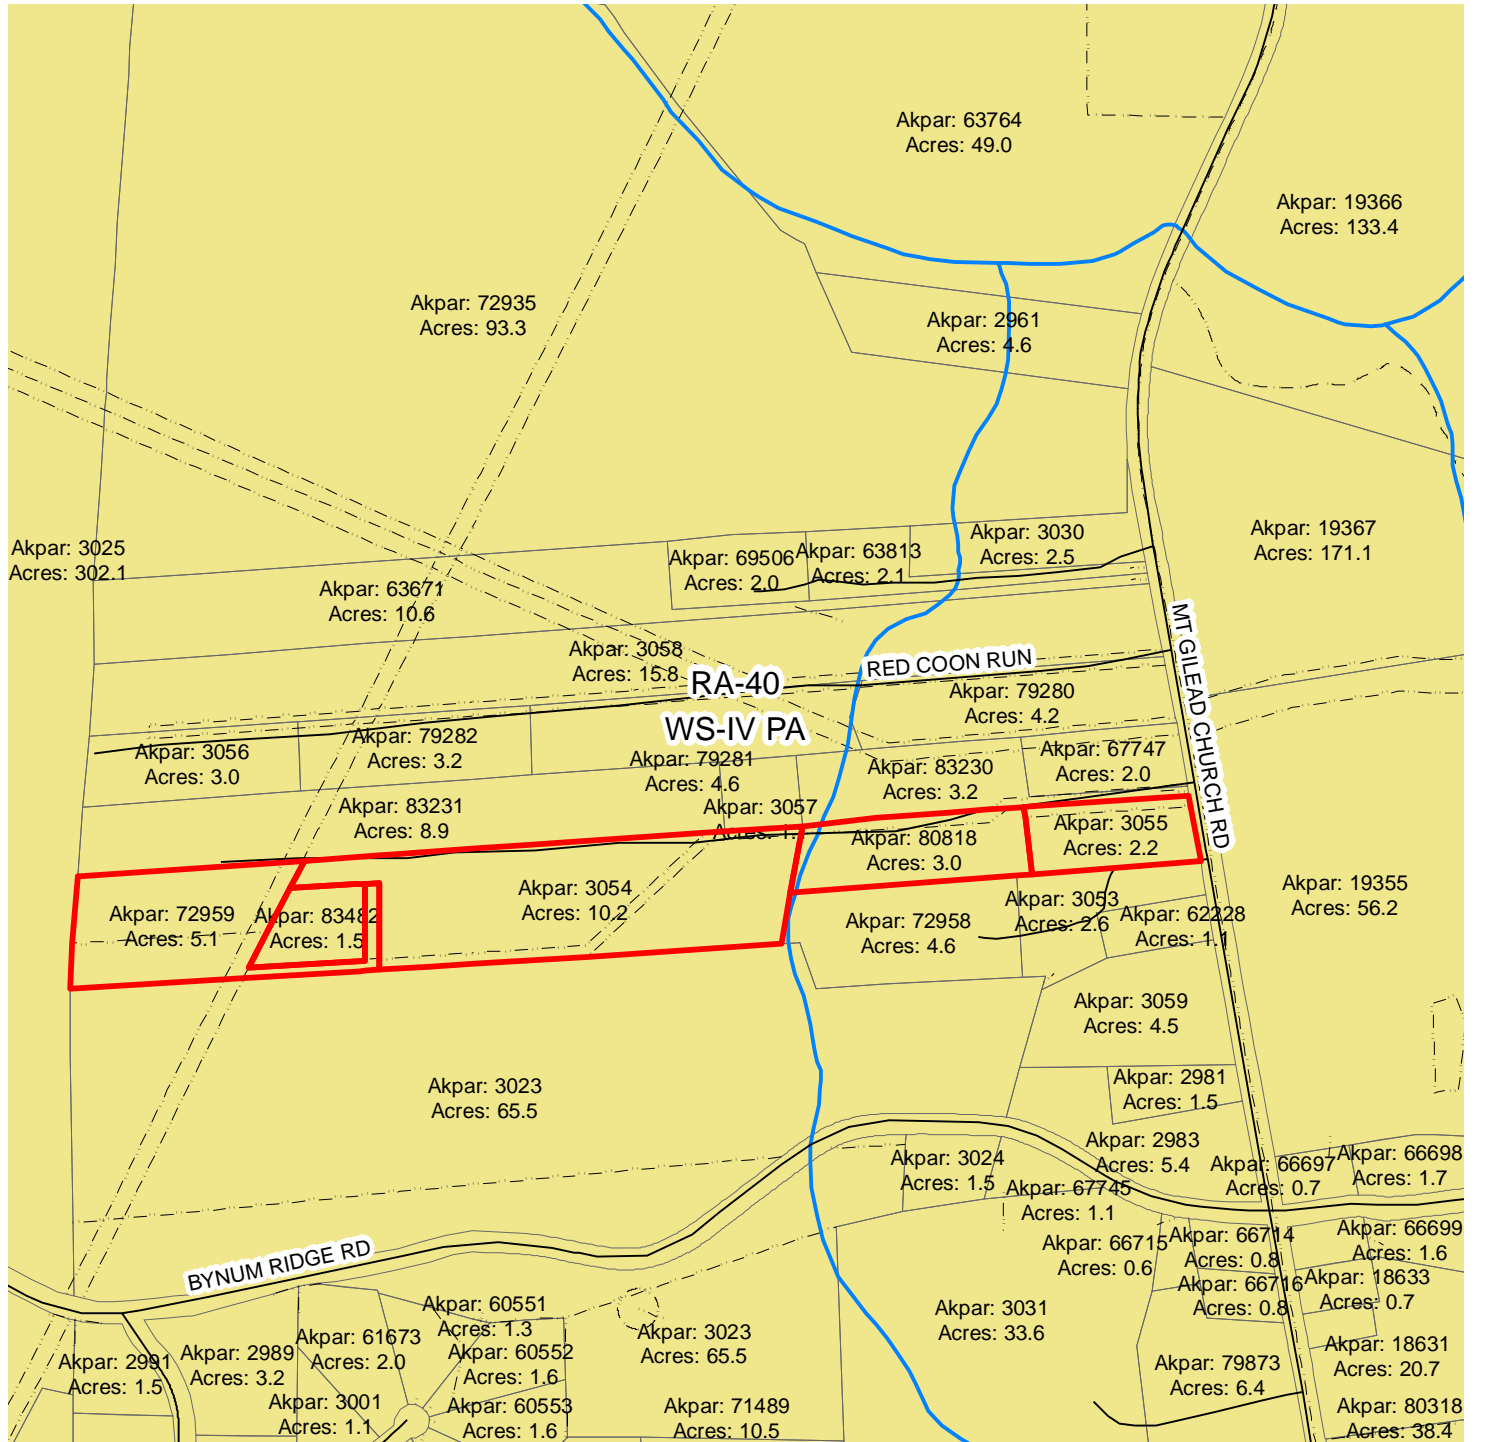 Akpar: 63764
Acres: 49.0
Akpar: 19366
Acres: 133.4
Akpar: 72935
Acres: 93.3
Akpar: 2961
Acres: 4.6
Akpar: 3025
Acres: 302.1
Akpar: 63671
Acres: 10.6
Akpar: 69506
Acres: 2.0
Akpar: 63813
Acres: 2.1
Akpar: 3030
Acres: 2.5
Akpar: 19367
Acres: 171.1
MT GILEAD CHURCH RD
Akpar: 3058
Acres: 15.8
RED COON RUN
RA-40
WS-IV PA
Akpar: 79280
Acres: 4.2
Akpar: 3056
Acres: 3.0
Akpar: 79282
Acres: 3.2
Akpar: 79281
Acres: 4.6
Akpar: 83230
Acres: 3.2
Akpar: 67747
Acres: 2.0
Akpar: 83231
Acres: 8.9
Akpar: 3057
Acres: 1.
Akpar: 80818
Acres: 3.0
Akpar: 3055
Acres: 2.2
Akpar: 72959
Acres: 5.1
Akpar: 83482
Acres: 1.5
Akpar: 3054
Acres: 10.2
Akpar: 72958
Acres: 4.6
Akpar: 3053
Acres: 2.6
Akpar: 62228
Acres: 1.1
Akpar: 19355
Acres: 56.2
Akpar: 3059
Acres: 4.5
Akpar: 3023
Acres: 65.5
Akpar: 2981
Acres: 1.5
Akpar: 3024
Acres: 1.5
Akpar: 2983
Acres: 5.4
Akpar: 66697
Acres: 0.7
Akpar: 66698
Acres: 1.7
Akpar: 67745
Acres: 1.1
BYNUM RIDGE RD
Akpar: 66715
Acres: 0.6
Akpar: 66714
Acres: 0.8
Akpar: 66699
Acres: 1.6
Akpar: 66716
Acres: 0.8
Akpar: 18633
Acres: 0.7
Akpar: 60551
Acres: 1.3
Akpar: 3031
Acres: 33.6
Akpar: 61673
Acres: 2.0
Akpar: 3023
Acres: 65.5
Akpar: 18631
Acres: 20.7
Akpar: 2991
Acres: 1.5
Akpar: 2989
Acres: 3.2
Akpar: 60552
Acres: 1.6
Akpar: 79873
Acres: 6.4
Akpar: 3001
Acres: 1.1
Akpar: 60553
Acres: 1.6
Akpar: 71489
Acres: 10.5
Akpar: 80318
Acres: 38.4